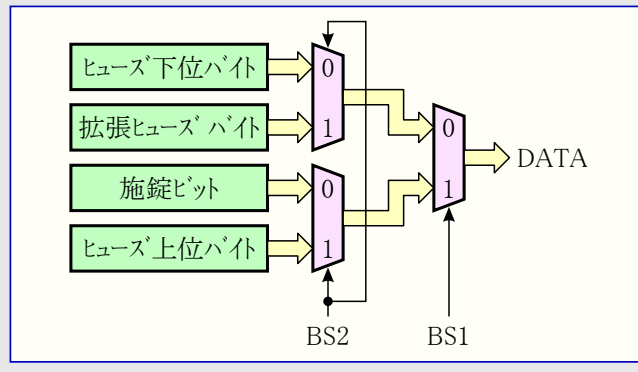 ヒューズ下位バイト
0
拡張ヒューズ バイト
1
0
DATA
施錠ビット
0
1
ヒューズ上位バイト
1
BS2
BS1